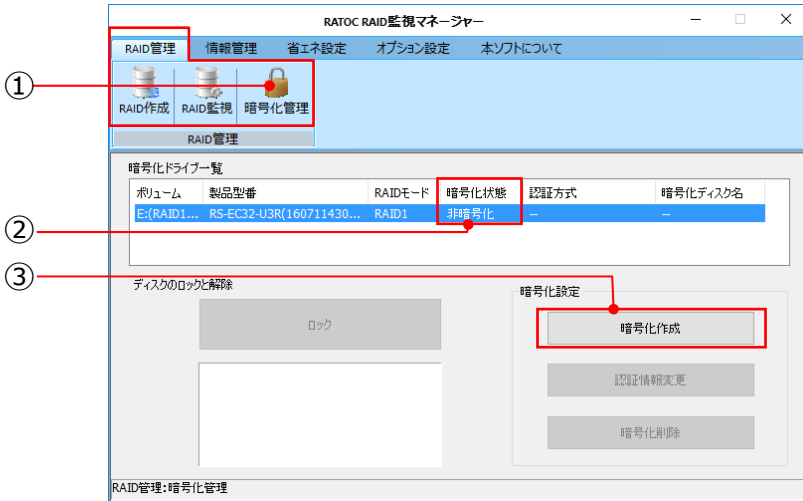 RATOC RAID監視マネージャー
RAID管理 情報管理 省エネ設定 オプション設定 本ソフトについて
①
RAID作成 RAID監視 暗号化管理
RAID管理
暗号化ドライブ一覧
ボリューム 製品型番 RAIDモード 暗号化状態 認証方式 暗号化ディスク名
E:(RAID1... RS-EC32-U3R(160711430... RAID1 非暗号化 -- --
②
③
ディスクのロックと解除 暗号化設定
ロック 暗号化作成
認証情報変更
暗号化削除
RAID管理:暗号化管理